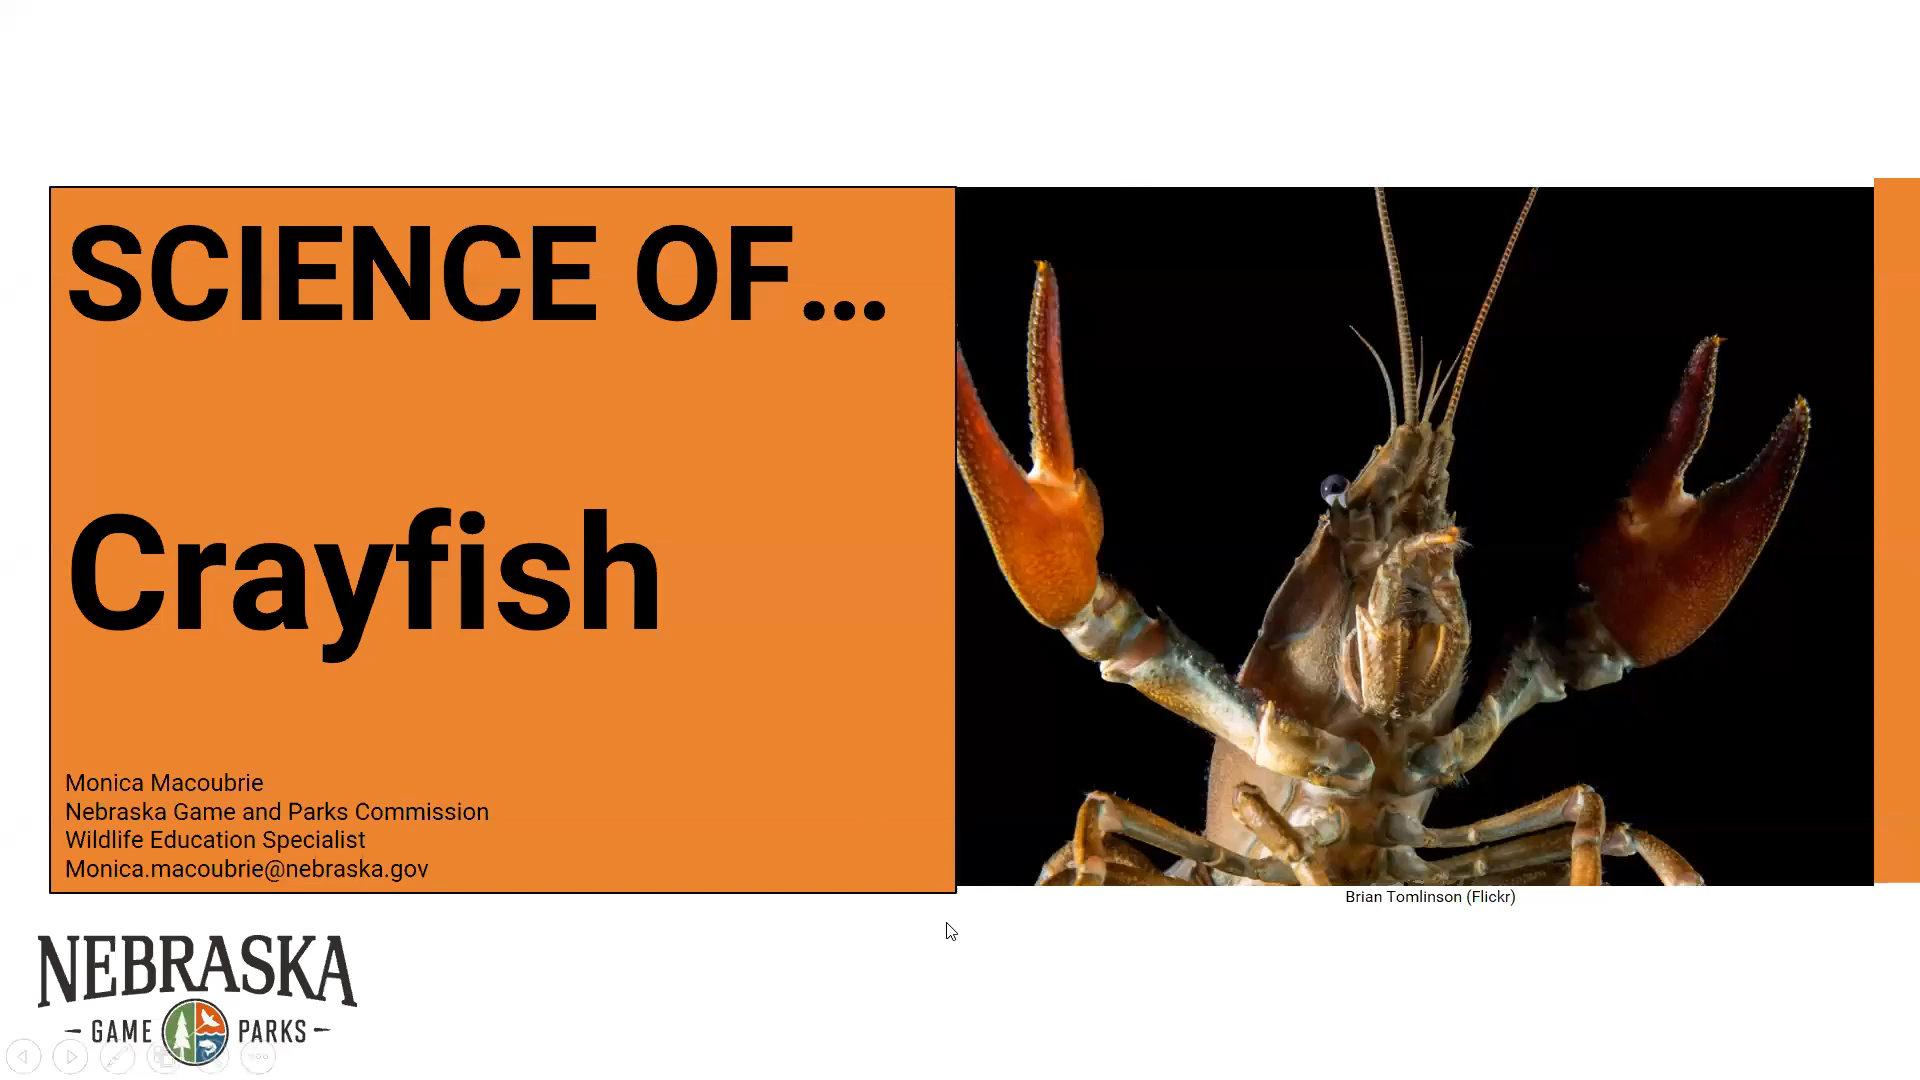 SCIENCE OF...
Crayfish
Monica Macoubrie
Nebraska Game and Parks Commission
Wildlife Education Specialist
Monica.macoubrie@nebraska.gov
Brian Tomlinson (Flickr)
NEBRASKA
GAME PARKS